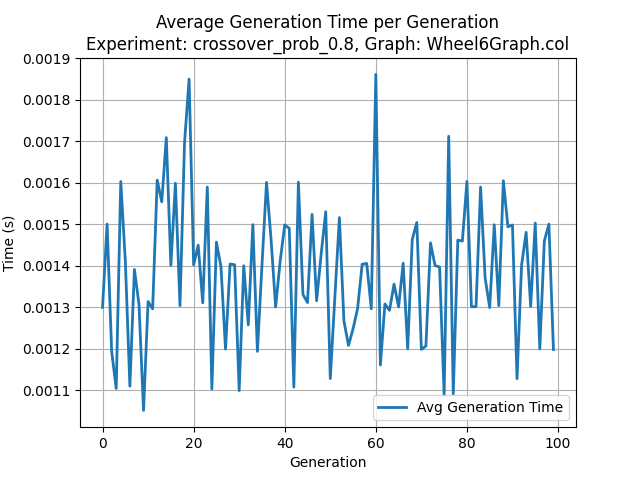 Average Generation Time per Generation
Experiment: crossover_prob_0.8, Graph: Wheel6Graph.col
0.0019
0.0018
0.0017
0.0016
0.0015
0.0014
0.0013
0.0012
0.0011
Time (s)
Avg Generation Time
0 20 40 60 80 100
Generation